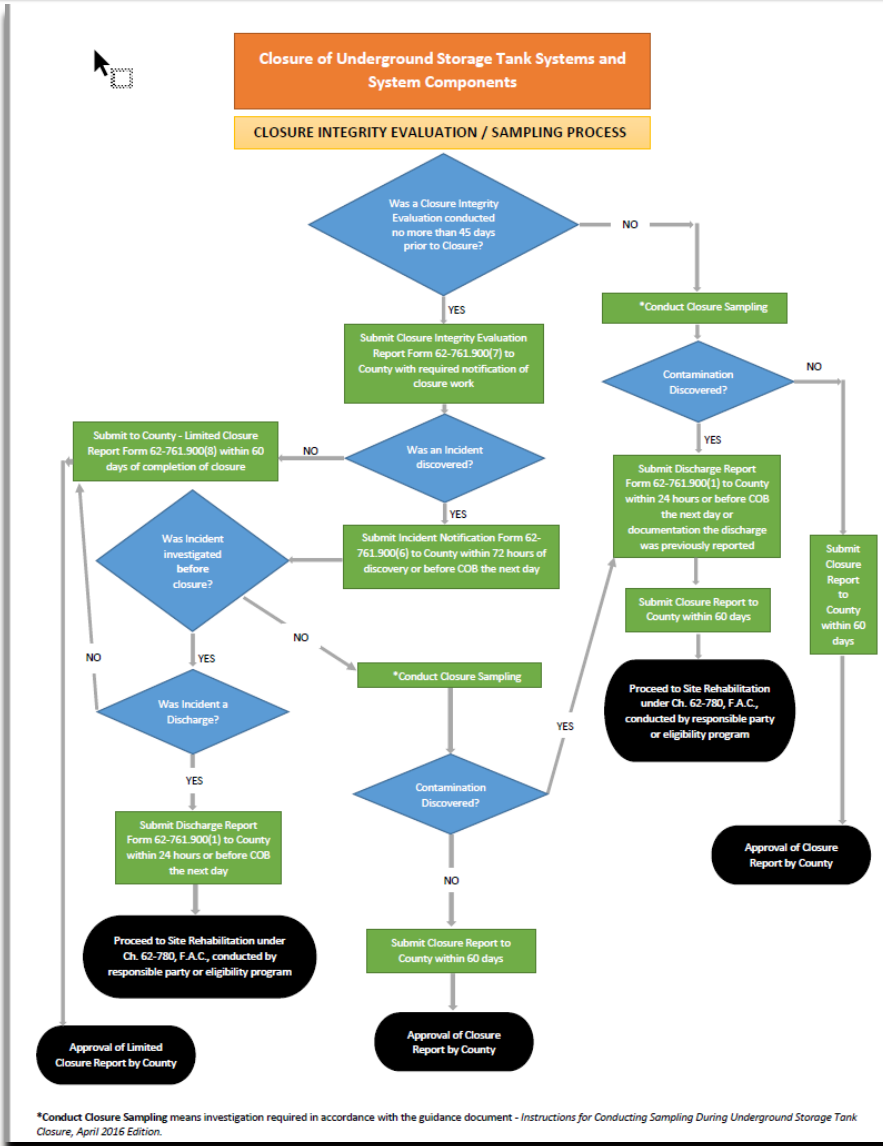 Closure of Underground Storage Tank Systems and
System Components
CLOSURE INTEGRITY EVALUATION / SAMPLING PROCESS
Was a Closure Integrity
Evaluation conducted
no more than 45 days
prior to Closure?
NO
YES
*Conduct Closure Sampling
Submit Closure Integrity Evaluation
Report Form 62-761.900(7) to
County with required notification of
closure work
Contamination
Discovered?
NO
YES
Submit to County - Limited Closure
Report Form 62-761.900(8) within 60
days of completion of closure
NO
Was an Incident
discovered?
YES
Submit Discharge Report
Form 62-761.900(1) to County
within 24 hours or before COB
the next day or
documentation the discharge
was previously reported
Was Incident
investigated
before
closure?
Submit Incident Notification Form 62-
761.900(6) to County within 72 hours of
discovery or before COB the next day
Submit
Closure
Report
to
County
within 60
days
Submit Closure Report to
County within 60 days
NO
NO
YES
*Conduct Closure Sampling
Proceed to Site Rehabilitation
under Ch. 62-780, F.A.C.,
conducted by responsible party
or eligibility program
Was Incident a
Discharge?
YES
YES
Contamination
Discovered?
Submit Discharge Report
Form 62-761.900(1) to County
within 24 hours or before COB
the next day
Approval of Closure
Report by County
NO
Proceed to Site Rehabilitation under
Ch. 62-780, F.A.C., conducted by
responsible party or eligibility program
Submit Closure Report to
County within 60 days
Approval of Limited
Closure Report by County
Approval of Closure
Report by County
*Conduct Closure Sampling means investigation required in accordance with the guidance document - Instructions for Conducting Sampling During Underground Storage Tank
Closure, April 2016 Edition.